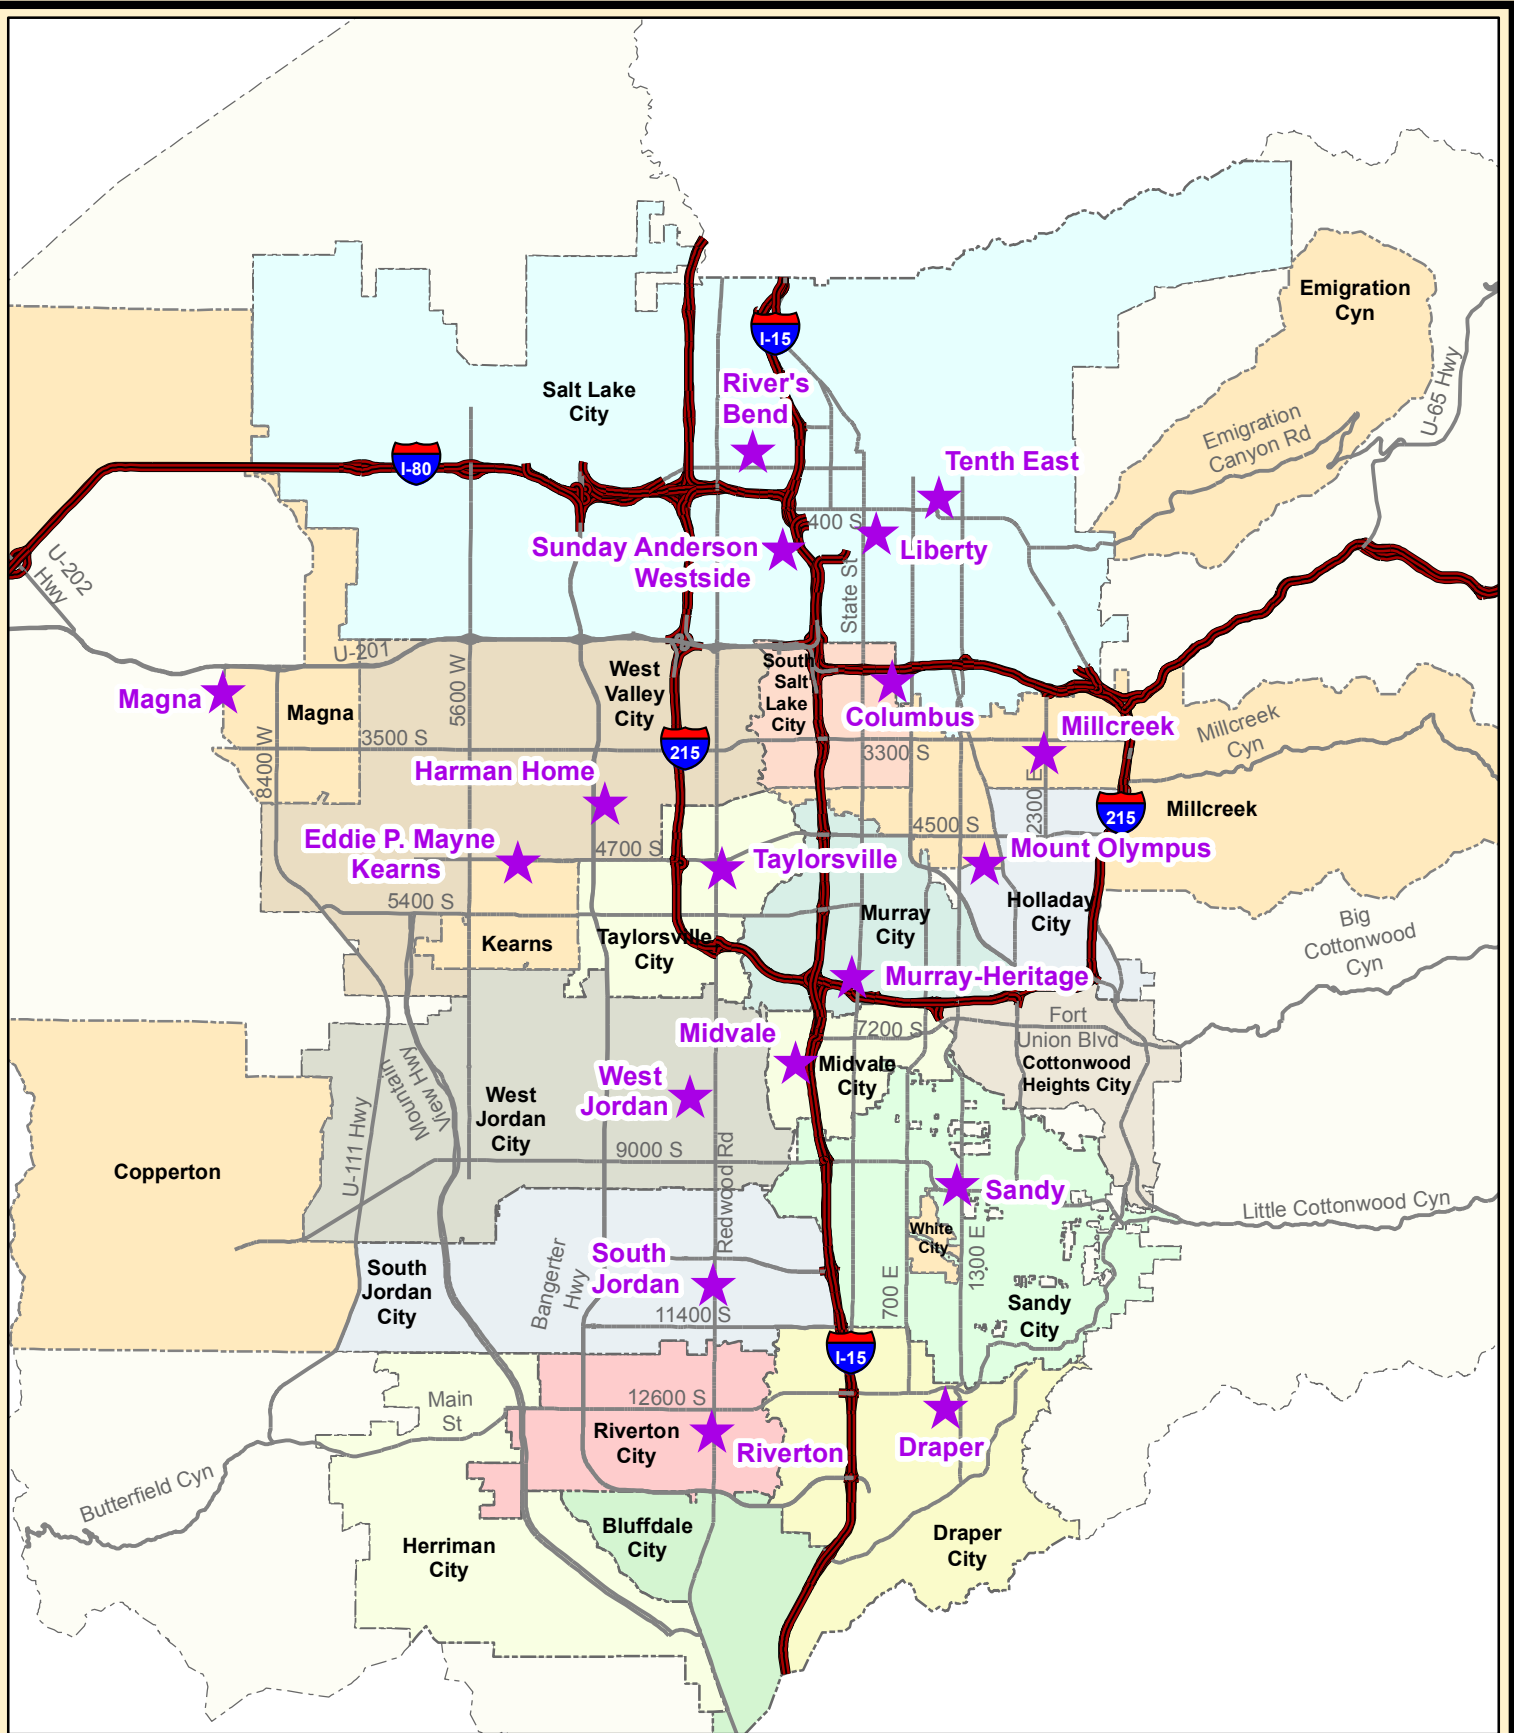 Emigration
Cyn
I-15
U-65 Hwy
River's
Bend
Salt Lake
City
Emigration
Canyon Rd
I-80
Tenth East
400 S
Sunday Anderson
Westside
Liberty
U-202
Hwy
State St
U-201
South
Salt
Lake
City
West
Valley
City
5600 W
Magna
Magna
Columbus
Millcreek
Millcreek
Cyn
3500 S
215
3300 S
8400 W
Harman Home
2300 E
215
Millcreek
4500 S
Eddie P. Mayne
Kearns
4700 S
Taylorsville
Mount Olympus
5400 S
Holladay
City
Murray
City
Big
Cottonwood
Cyn
Kearns
Taylorsville
City
Murray-Heritage
Fort
Union Blvd
7200 S
Midvale
Midvale
City
Cottonwood
Heights City
West
Jordan
Mountain
View Hwy
West
Jordan
City
U-111 Hwy
9000 S
Redwood Rd
Copperton
Sandy
Little Cottonwood Cyn
White
City
1300 E
South
Jordan
Bangerter
Hwy
South
Jordan
City
700 E
Sandy
City
11400 S
I-15
Main
St
12600 S
Riverton
City
Riverton
Draper
Butterfield Cyn
Bluffdale
City
Herriman
City
Draper
City